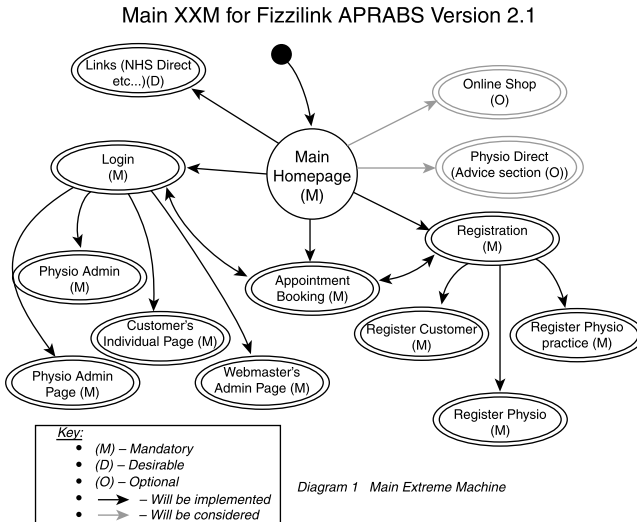 Main XXM for Fizzilink APRABS Version 2.1
Links (NHS Direct
etc...)(D)
Online Shop
(O)
Main
Homepage
(M)
Physio Direct
(Advice section (O))
Login
(M)
Registration
(M)
Physio Admin
(M)
Appointment
Booking (M)
Customer's
Individual Page (M)
Register Customer
(M)
Register Physio
practice (M)
Physio Admin
Page (M)
Webmaster's
Admin Page (M)
Register Physio
(M)
Key:
• (M) – Mandatory
• (D) – Desirable
• (O) – Optional
• – Will be implemented
• – Will be considered
Diagram 1 Main Extreme Machine